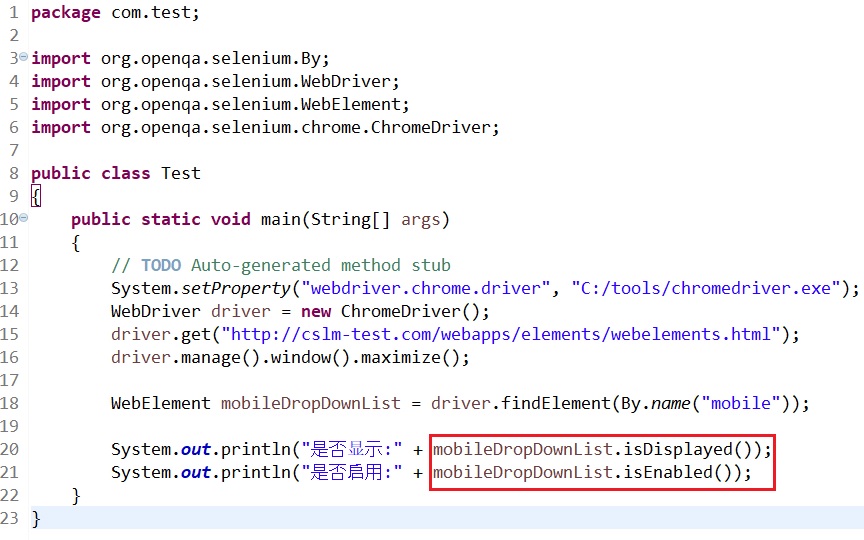 1 package com.test;
2
3 import org.openqa.selenium.By;
4 import org.openqa.selenium.WebDriver;
5 import org.openqa.selenium.WebElement;
6 import org.openqa.selenium.chrome.ChromeDriver;
7
8 public class Test
9 {
10 public static void main(String[] args)
11 {
12 // TODO Auto-generated method stub
13 System.setProperty("webdriver.chrome.driver", "C:/tools/chromedriver.exe");
14 WebDriver driver = new ChromeDriver();
15 driver.get("http://cslm-test.com/webapps/elements/webelements.html");
16 driver.manage().window().maximize();
17
18 WebElement mobileDropDownList = driver.findElement(By.name("mobile"));
19
20 System.out.println("是否显示:" + mobileDropDownList.isDisplayed());
21 System.out.println("是否启用:" + mobileDropDownList.isEnabled());
22 }
23 }